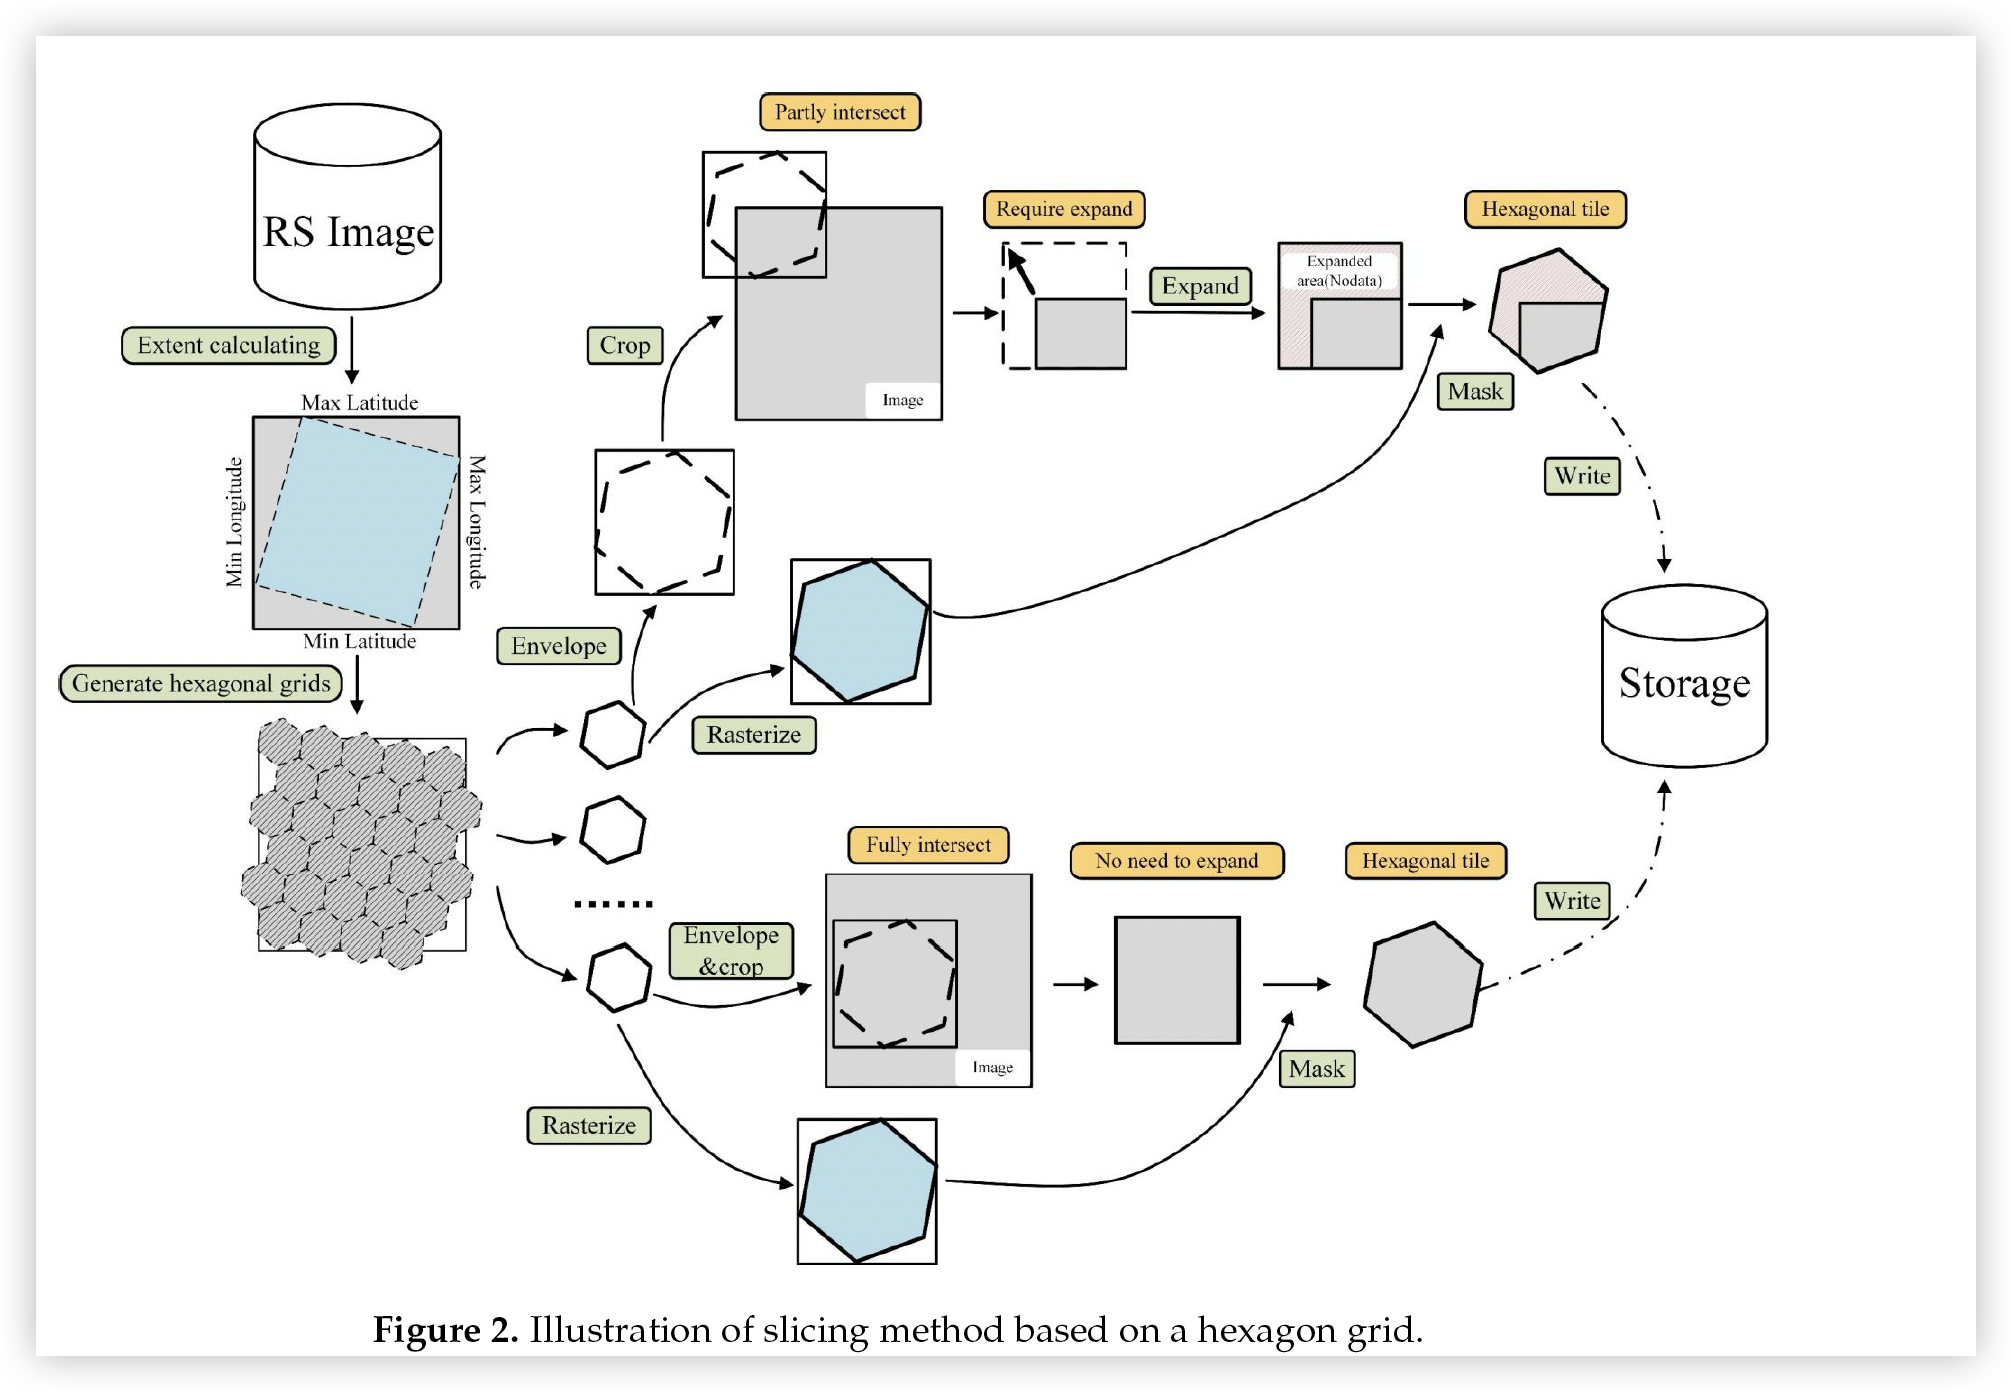 Partly intersect
RS Image
Require expand
Hexagonal tile
Expanded
area(Nodata)
Expand
Extent calculating
Crop
Mask
Image
Max Latitude
Min Longitude
Max Longitude
Write
Min Latitude
Envelope
Generate hexagonal grids
Rasterize
Storage
Fully intersect
No need to expand
Hexagonal tile
Write
......
Envelope
&crop
Image
Mask
Rasterize
Figure 2. Illustration of slicing method based on a hexagon grid.